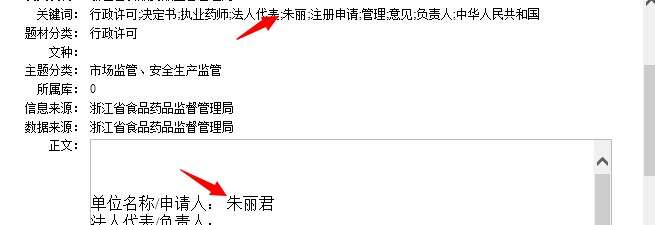 关键词： 行政许可;决定书;执业药师;法人代表;朱丽;注册申请;管理;意见;负责人;中华人民共和国
题材分类： 行政许可
文种：
主题分类： 市场监管、安全生产监管
所属库： 0
信息来源： 浙江省食品药品监督管理局
数据来源： 浙江省食品药品监督管理局
正文：
单位名称/申请人： 朱丽君
法人代表/负责人：